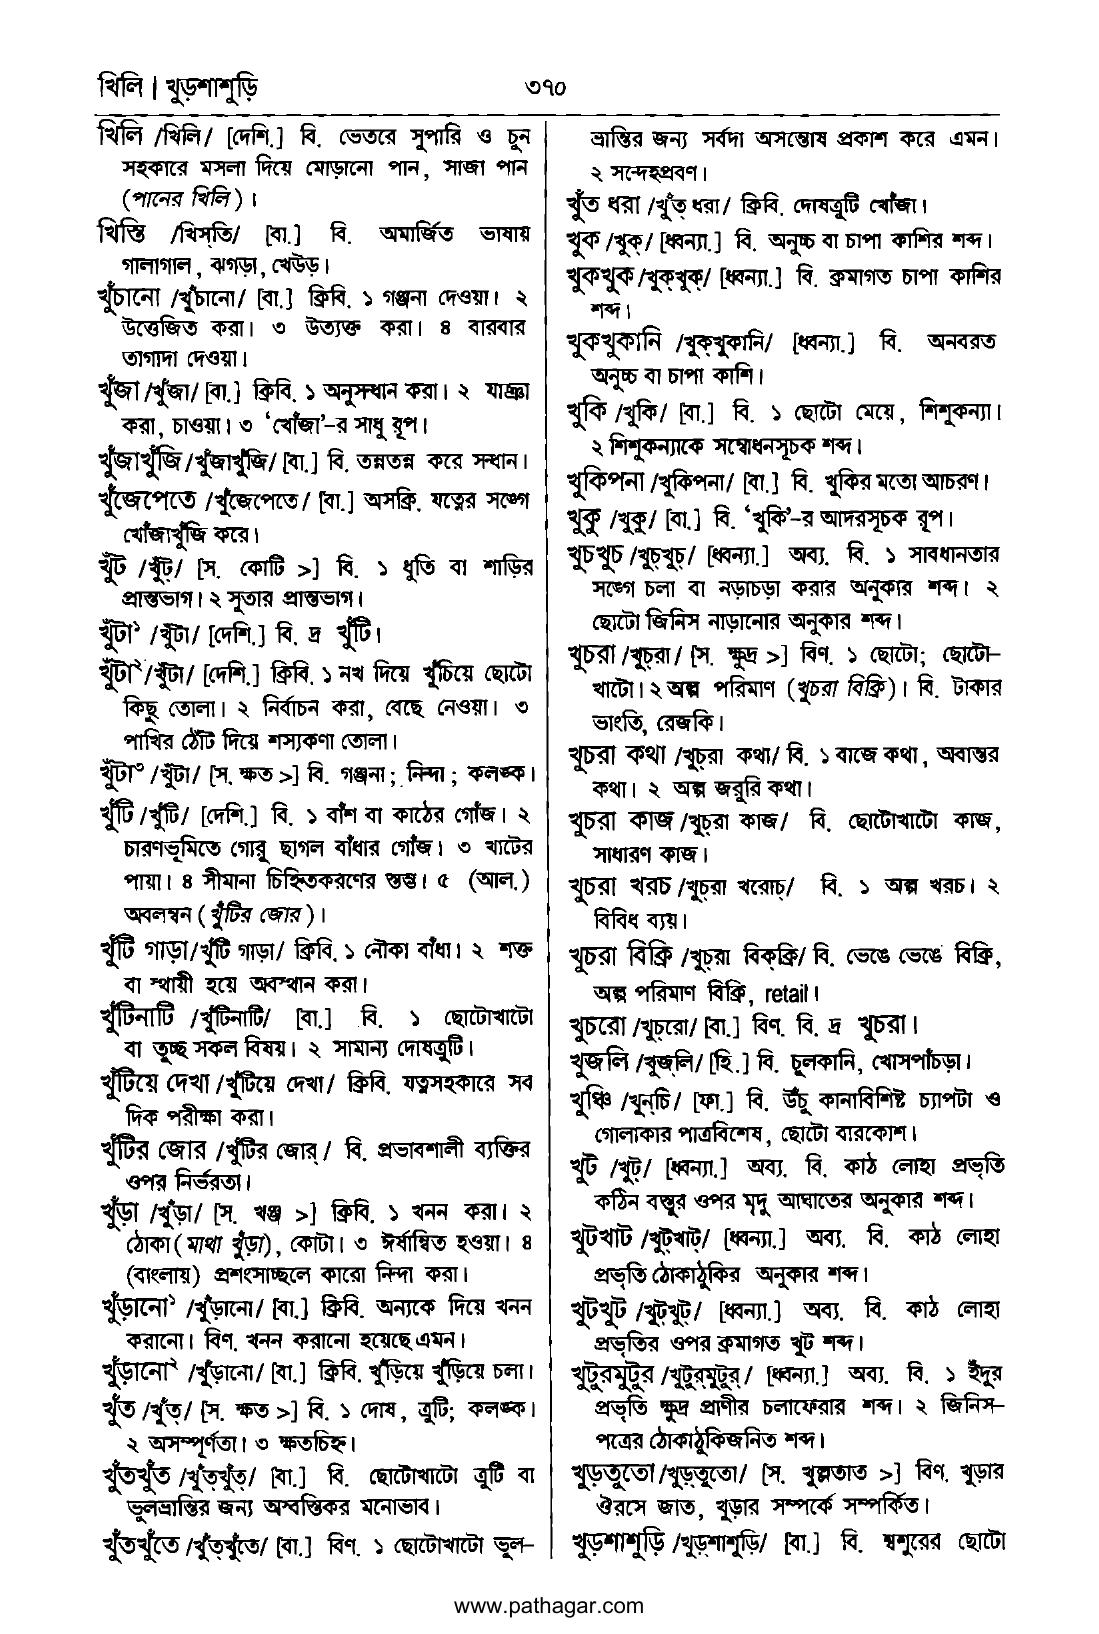 খিলি | খুড়শাশুড়ি
৩৭০
খিলি /খিলি/ [দেশি.] বি. ভেতরে সুপারি ও চুন
সহকারে মসলা দিয়ে মোড়ানো পান, সাজা পান
(পানের খিলি)।
খিস্তি /খিস্‌তি/ [বা.] বি. অমার্জিত ভাষায়
গালাগাল, ঝগড়া, খেউড়।
খুঁচানো /খুঁচানো/ [বা.] ক্রিবি. ১ গঞ্জনা দেওয়া। ২
উত্তেজিত করা। ৩ উত্যক্ত করা। ৪ বারবার
তাগাদা দেওয়া।
খুঁজা /খুঁজা/ [বা.] ক্রিবি. ১ অনুসন্ধান করা। ২ যাচ্ঞা
করা, চাওয়া। ৩ ‘খোঁজা’-র সাধু রূপ।
খুঁজাখুঁজি /খুঁজাখুঁজি/ [বা.] বি. তন্নতন্ন করে সন্ধান।
খুঁজেপেতে /খুঁজেপেতে/ [বা.] অসক্রি. যত্নের সঙ্গে
খোঁজাখুঁজি করে।
খুঁট /খুঁট্/ [স. কোটি >] বি. ১ ধুতি বা শাড়ির
প্রান্তভাগ। ২ সুতার প্রান্তভাগ।
খুঁটা১ /খুঁটা/ [দেশি.] বি. দ্র খুঁটি।
খুঁটা২ /খুঁটা/ [দেশি.] ক্রিবি. ১ নখ দিয়ে খুঁচিয়ে ছোটো
কিছু তোলা। ২ নির্বাচন করা, বেছে নেওয়া। ৩
পাখির ঠোঁট দিয়ে শস্যকণা তোলা।
খুঁটা৩ /খুঁটা/ [স. ক্ষত >] বি. গঞ্জনা; নিন্দা; কলঙ্ক।
খুঁটি /খুঁটি/ [দেশি.] বি. ১ বাঁশ বা কাঠের গোঁজ। ২
চারণভূমিতে গোরু ছাগল বাঁধার গোঁজ। ৩ খাটের
পায়া। ৪ সীমানা চিহ্নিতকরণের স্তম্ভ। ৫ (আল.)
অবলম্বন (খুঁটির জোর)।
খুঁটি গাড়া /খুঁটি গাড়া/ ক্রিবি. ১ নৌকা বাঁধা। ২ শক্ত
বা স্থায়ী হয়ে অবস্থান করা।
খুঁটিনাটি /খুঁটিনাটি/ [বা.] বি. ১ ছোটোখাটো
বা তুচ্ছ সকল বিষয়। ২ সামান্য দোষত্রুটি।
খুঁটিয়ে দেখা /খুঁটিয়ে দেখা/ ক্রিবি. যত্নসহকারে সব
দিক পরীক্ষা করা।
খুঁটির জোর /খুঁটির জোর্/ বি. প্রভাবশালী ব্যক্তির
ওপর নির্ভরতা।
খুঁড়া /খুঁড়া/ [স. খঞ্জ >] ক্রিবি. ১ খনন করা। ২
ঠোকা (মাথা খুঁড়া), কোটা। ৩ ঈর্ষান্বিত হওয়া। ৪
(বাংলায়) প্রশংসাচ্ছলে কারো নিন্দা করা।
খুঁড়ানো১ /খুঁড়ানো/ [বা.] ক্রিবি. অন্যকে দিয়ে খনন
করানো। বিণ. খনন করানো হয়েছে এমন।
খুঁড়ানো২ /খুঁড়ানো/ [বা.] ক্রিবি. খুঁড়িয়ে খুঁড়িয়ে চলা।
খুঁত /খুঁত্/ [স. ক্ষত >] বি. ১ দোষ, ত্রুটি; কলঙ্ক।
২ অসম্পূর্ণতা। ৩ ক্ষতচিহ্ন।
খুঁতখুঁত /খুঁত্‌খুঁত্/ [বা.] বি. ছোটোখাটো ত্রুটি বা
ভুলভ্রান্তির জন্য অস্বস্তিকর মনোভাব।
খুঁতখুঁতে /খুঁত্‌খুঁতে/ [বা.] বিণ. ১ ছোটোখাটো ভুল-
ভ্রান্তির জন্য সর্বদা অসন্তোষ প্রকাশ করে এমন।
২ সন্দেহপ্রবণ।
খুঁত ধরা /খুঁত্ ধরা/ ক্রিবি. দোষত্রুটি খোঁজা।
খুক /খুক্/ [ধ্বন্যা.] বি. অনুচ্চ বা চাপা কাশির শব্দ।
খুকখুক /খুক্‌খুক্/ [ধ্বন্যা.] বি. ক্রমাগত চাপা কাশির
শব্দ।
খুকখুকানি /খুক্‌খুকানি/ [ধ্বন্যা.] বি. অনবরত
অনুচ্চ বা চাপা কাশি।
খুকি /খুকি/ [বা.] বি. ১ ছোটো মেয়ে, শিশুকন্যা।
২ শিশুকন্যাকে সম্বোধনসূচক শব্দ।
খুকিপনা /খুকিপনা/ [বা.] বি. খুকির মতো আচরণ।
খুকু /খুকু/ [বা.] বি. ‘খুকি’-র আদরসূচক রূপ।
খুচখুচ /খুচ্‌খুচ্/ [ধ্বন্যা.] অব্য. বি. ১ সাবধানতার
সঙ্গে চলা বা নড়াচড়া করার অনুকার শব্দ। ২
ছোটো জিনিস নাড়ানোর অনুকার শব্দ।
খুচরা /খুচ্‌রা/ [স. ক্ষুদ্র >] বিণ. ১ ছোটো; ছোটো-
খাটো। ২ অল্প পরিমাণ (খুচরা বিক্রি)। বি. টাকার
ভাংতি, রেজকি।
খুচরা কথা /খুচ্‌রা কথা/ বি. ১ বাজে কথা, অবান্তর
কথা। ২ অল্প জরুরি কথা।
খুচরা কাজ /খুচ্‌রা কাজ/ বি. ছোটোখাটো কাজ,
সাধারণ কাজ।
খুচরা খরচ /খুচ্‌রা খরোচ্/ বি. ১ অল্প খরচ। ২
বিবিধ ব্যয়।
খুচরা বিক্রি /খুচ্‌রা বিক্‌ক্রি/ বি. ভেঙে ভেঙে বিক্রি,
অল্প পরিমাণ বিক্রি, retail।
খুচরো /খুচ্‌রো/ [বা.] বিণ. বি. দ্র খুচরা।
খুজলি /খুজ্‌লি/ [হি.] বি. চুলকানি, খোসপাঁচড়া।
খুঞ্চি /খুন্‌চি/ [ফা.] বি. উঁচু কানাবিশিষ্ট চ্যাপটা ও
গোলাকার পাত্রবিশেষ, ছোটো বারকোশ।
খুট /খুট্/ [ধ্বন্যা.] অব্য. বি. কাঠ লোহা প্রভৃতি
কঠিন বস্তুর ওপর মৃদু আঘাতের অনুকার শব্দ।
খুটখাট /খুট্‌খাট্/ [ধ্বন্যা.] অব্য. বি. কাঠ লোহা
প্রভৃতি ঠোকাঠুকির অনুকার শব্দ।
খুটখুট /খুট্‌খুট্/ [ধ্বন্যা.] অব্য. বি. কাঠ লোহা
প্রভৃতির ওপর ক্রমাগত খুট শব্দ।
খুটুরমুটুর /খুটুরমুটুর্/ [ধ্বন্যা.] অব্য. বি. ১ ইঁদুর
প্রভৃতি ক্ষুদ্র প্রাণীর চলাফেরার শব্দ। ২ জিনিস-
পত্রের ঠোকাঠুকিজনিত শব্দ।
খুড়তুতো /খুড়্‌তুতো/ [স. খুল্লতাত >] বিণ. খুড়ার
ঔরসে জাত, খুড়ার সম্পর্কে সম্পর্কিত।
খুড়শাশুড়ি /খুড়্‌শাশুড়ি/ [বা.] বি. শ্বশুরের ছোটো
www.pathagar.com